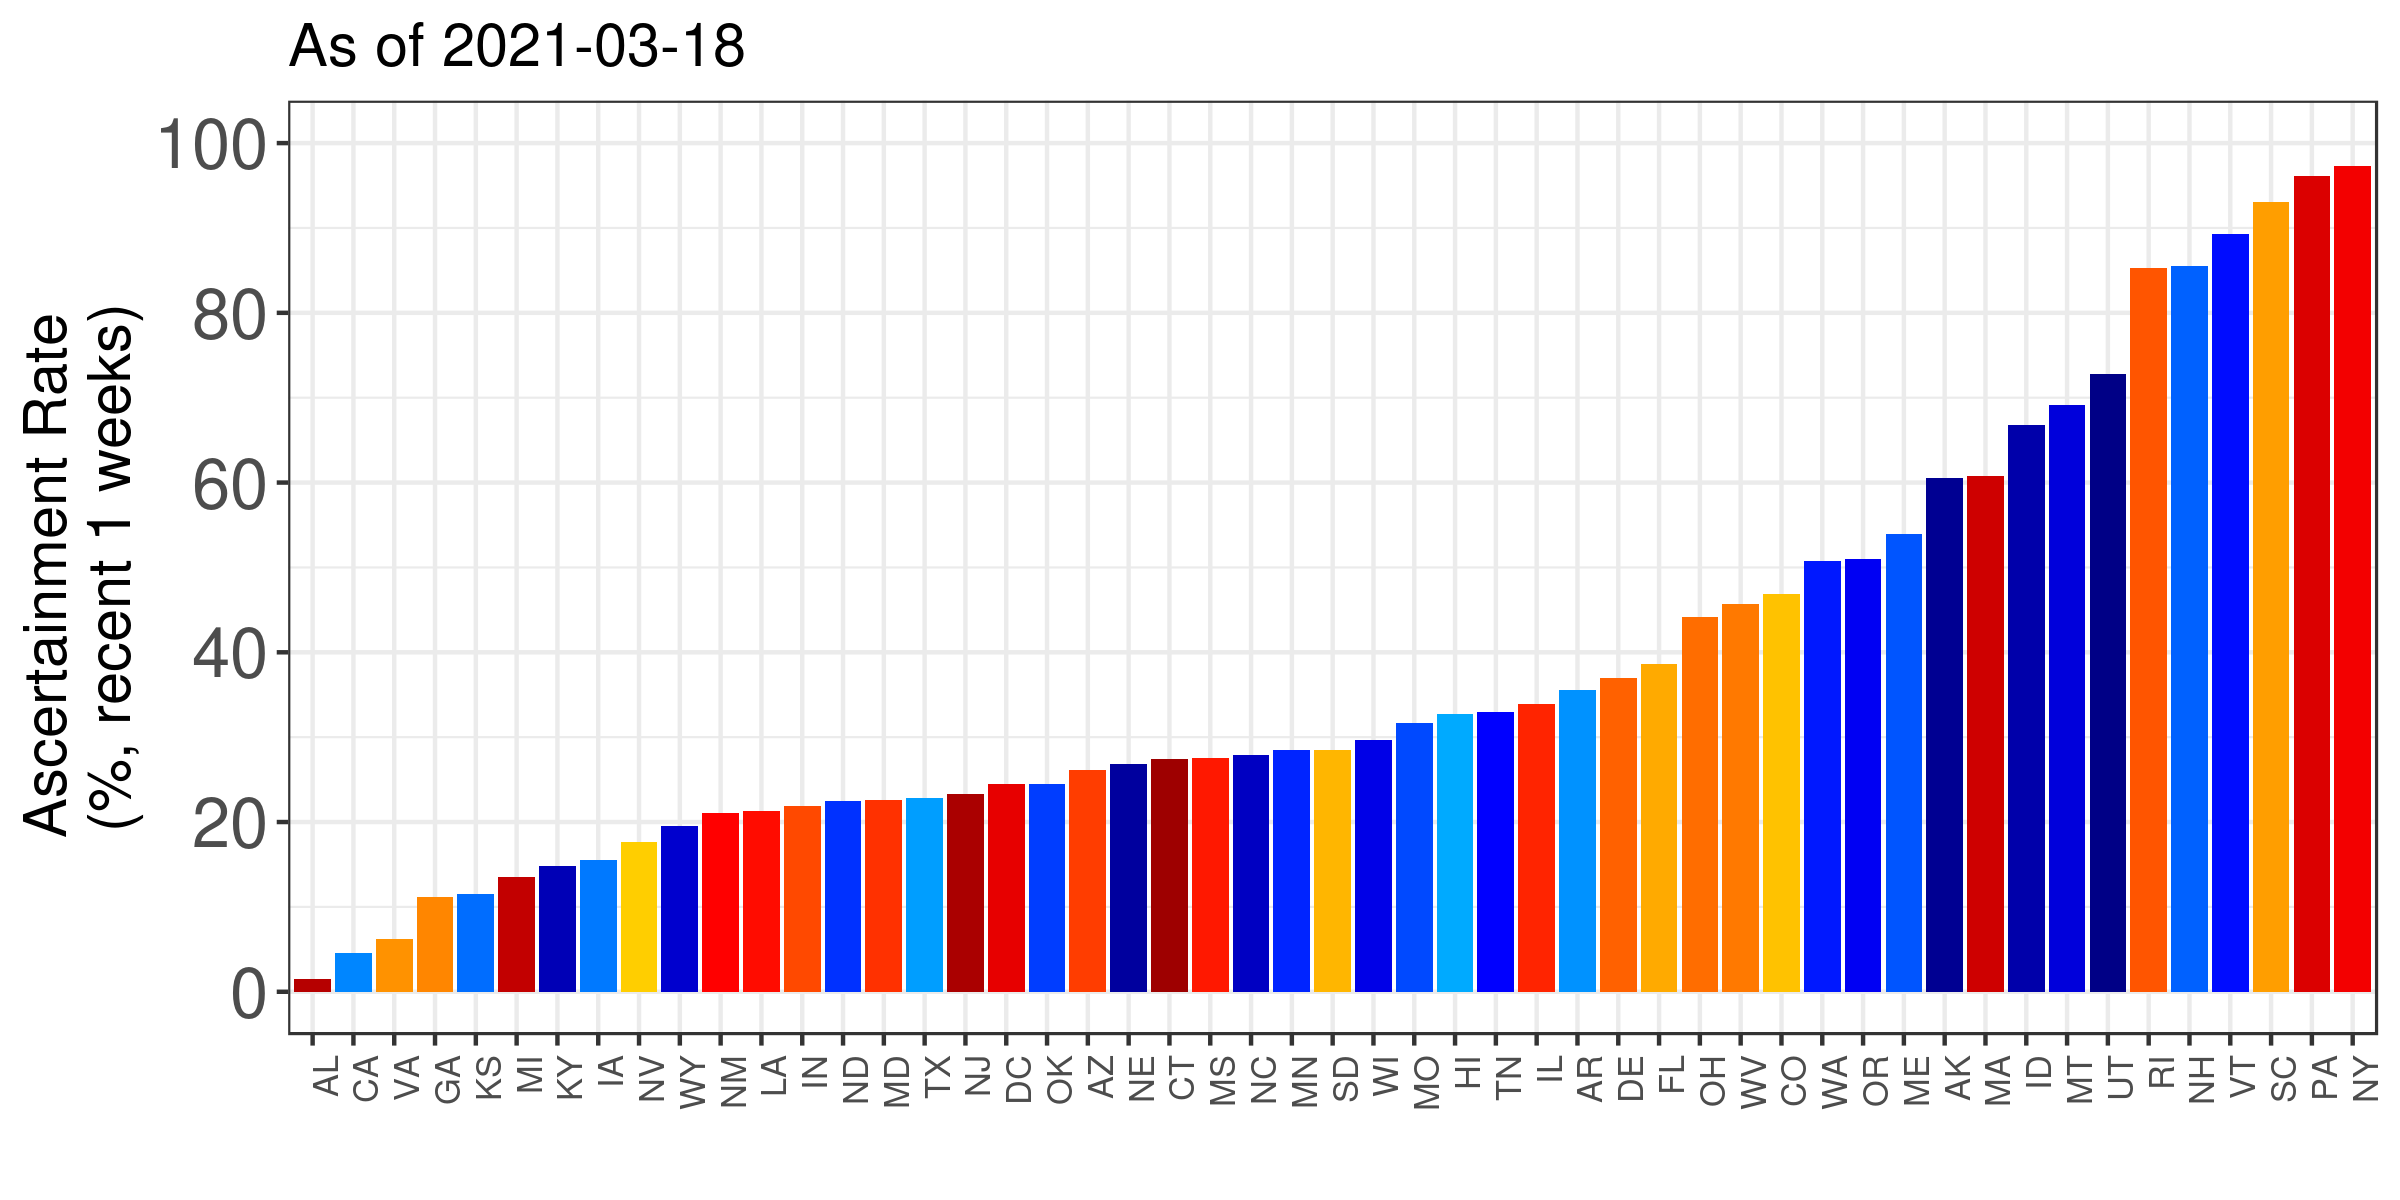 As of 2021-03-18
Ascertainment Rate
(%, recent 1 weeks)
100
80
60
40
20
0
AL CA VA GA KS MI KY IA NV WY NM LA IN ND MD TX NJ DC OK AZ NE CT MS NC MN SD WI MO HI TN IL AR DE FL OH WV CO WA OR ME AK MA ID MT UT RI NH VT SC PA NY